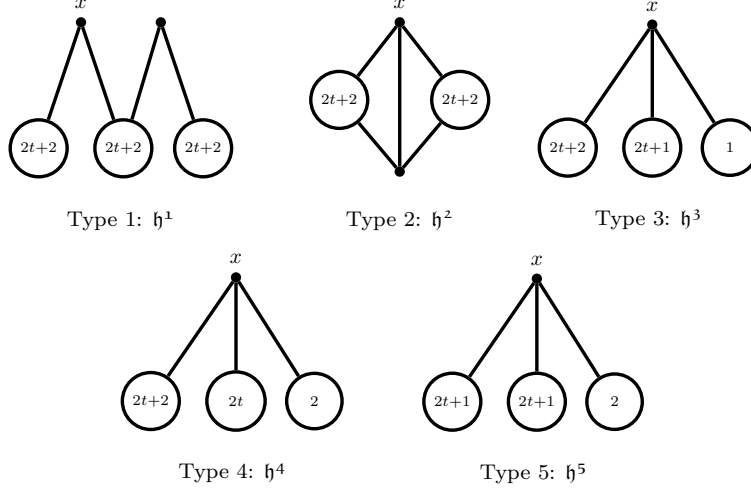 x
x
x
2t+2
2t+2
2t+2
2t+2
2t+2
2t+2
2t+1
1
Type 1: 𝔥¹
Type 2: 𝔥²
Type 3: 𝔥³
x
x
2t+2
2t
2
2t+1
2t+1
2
Type 4: 𝔥⁴
Type 5: 𝔥⁵